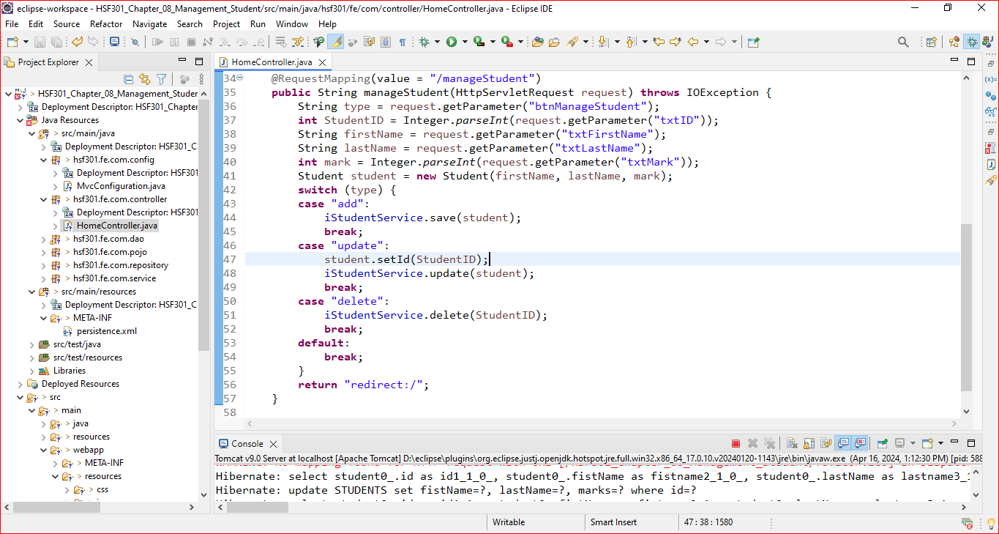 eclipse-workspace - HSF301_Chapter_08_Management_Student/src/main/java/hsf301/fe/com/controller/HomeController.java - Eclipse IDE
File Edit Source Refactor Navigate Search Project Run Window Help
Project Explorer
> HSF301_Chapter_08_Management_Studer
Deployment Descriptor: HSF301_Chapter
Java Resources
> src/main/java
Deployment Descriptor: HSF301_C
> hsf301.fe.com.config
Deployment Descriptor: HSF301
MvcConfiguration.java
> hsf301.fe.com.controller
Deployment Descriptor: HSF301
HomeController.java
> hsf301.fe.com.dao
> hsf301.fe.com.pojo
> hsf301.fe.com.repository
> hsf301.fe.com.service
> src/main/resources
Deployment Descriptor: HSF301_C
> META-INF
persistence.xml
src/test/java
src/test/resources
Libraries
Deployed Resources
> src
> main
> java
> resources
> webapp
> META-INF
> resources
> css
HomeController.java
34 @RequestMapping(value = "/manageStudent")
35 public String manageStudent(HttpServletRequest request) throws IOException {
36 String type = request.getParameter("btnManageStudent");
37 int StudentID = Integer.parseInt(request.getParameter("txtID"));
38 String firstName = request.getParameter("txtFirstName");
39 String lastName = request.getParameter("txtLastName");
40 int mark = Integer.parseInt(request.getParameter("txtMark"));
41 Student student = new Student(firstName, lastName, mark);
42 switch (type) {
43 case "add":
44 iStudentService.save(student);
45 break;
46 case "update":
47 student.setId(StudentID);
48 iStudentService.update(student);
49 break;
50 case "delete":
51 iStudentService.delete(StudentID);
52 break;
53 default:
54 break;
55 }
56 return "redirect:/";
57 }
58
Console
Tomcat v9.0 Server at localhost [Apache Tomcat] D:\eclipse\plugins\org.eclipse.justj.openjdk.hotspot.jre.full.win32.x86_64_17.0.10.v20240120-1143\jre\bin\javaw.exe (Apr 16, 2024, 1:12:30 PM) [pid: 588
Hibernate: select student0_.id as id1_1_0_, student0_.fistName as fistname2_1_0_, student0_.lastName as lastname3_1
Hibernate: update STUDENTS set fistName=?, lastName=?, marks=? where id=?
Writable Smart Insert 47 : 38 : 1580